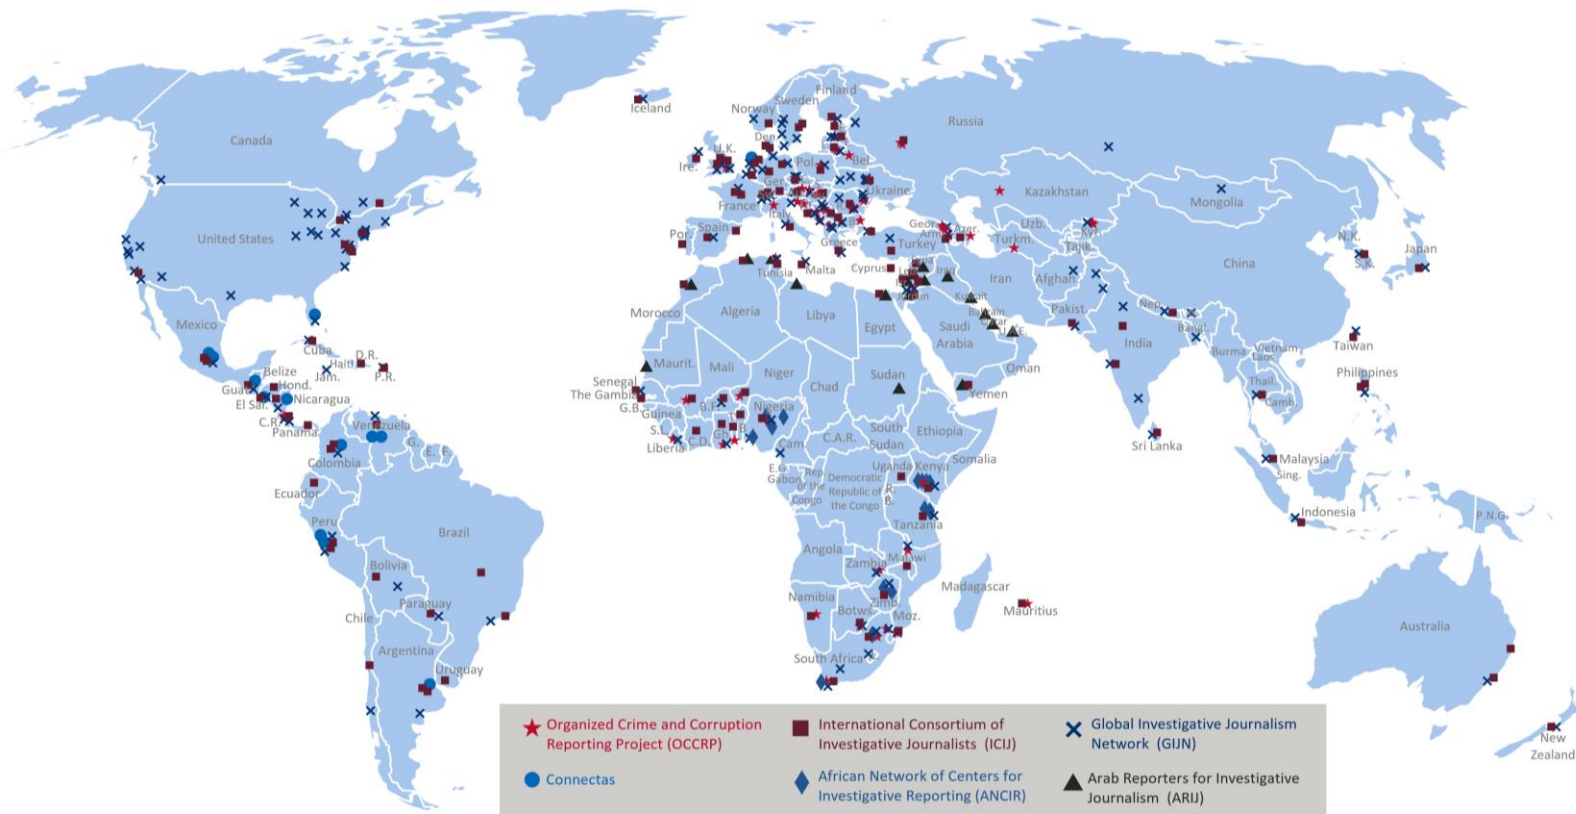 Iceland
Finland
Sweden
Norway
Russia
Canada
U.K.
Ire.
Pol.
Bel.
Ger.
Ukraine
Kazakhstan
Mongolia
France
Italy
Spain
Por.
Geor.
Azer.
Uzb.
Kyr.
Turkm.
Tajik.
United States
Greece
Turkey
N.K.
S.K.
Japan
China
Tunisia
Malta
Cyprus
Iran
Afghan.
Morocco
Algeria
Libya
Egypt
Jordan
Kuwait
Bahrain
Saudi
Arabia
Pakist.
Nep.
India
Bangl.
Mexico
Cuba
Haiti
D.R.
Jam.
P.R.
Belize
Guat.
Hond.
El Sal.
Nicaragua
C.R.
Panama
Venezuela
G.
E. F.
Colombia
Ecuador
Peru
Brazil
Bolivia
Paraguay
Chile
Argentina
Uruguay
Maurit.
Mali
Niger
Chad
Sudan
Oman
Yemen
Senegal
The Gambia
G.B.
Guinea
S.L.
Liberia
C.D.
B.F.
Gh.
Nigeria
Cam.
C.A.R.
South
Sudan
Ethiopia
Somalia
E.G.
Gabon
Rep.
of the
Congo
Democratic
Republic of
the Congo
Uganda
Kenya
R.
B.
Tanzania
Angola
Zambia
Malawi
Namibia
Botws.
Zimb.
Moz.
Madagascar
Mauritius
South Africa
Burma
Vietnam
Laos
Thail.
Camb.
Taiwan
Philippines
Sri Lanka
Malaysia
Sing.
Indonesia
P.N.G.
Australia
New
Zealand
Organized Crime and Corruption
Reporting Project (OCCRP)
International Consortium of
Investigative Journalists (ICIJ)
Global Investigative Journalism
Network (GIJN)
Connectas
African Network of Centers for
Investigative Reporting (ANCIR)
Arab Reporters for Investigative
Journalism (ARIJ)